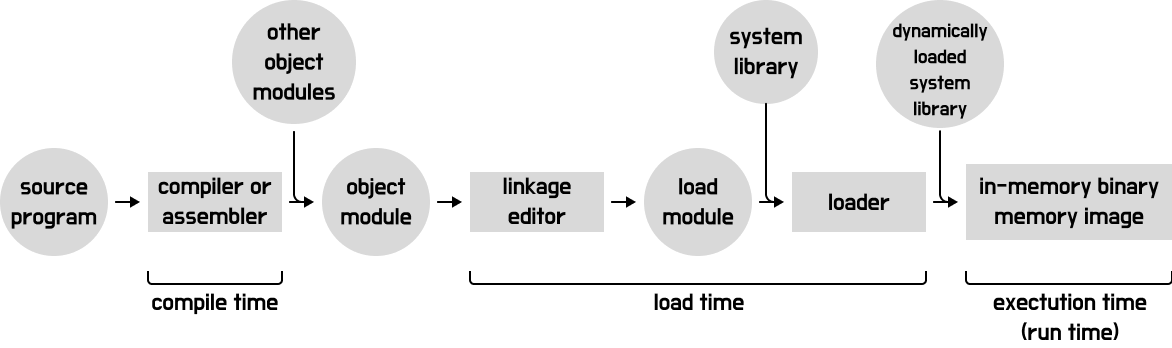 other
object
modules
system
library
dynamically
loaded
system
library
source
program
compiler or
assembler
object
module
linkage
editor
load
module
loader
in-memory binary
memory image
compile time
load time
exectution time
(run time)